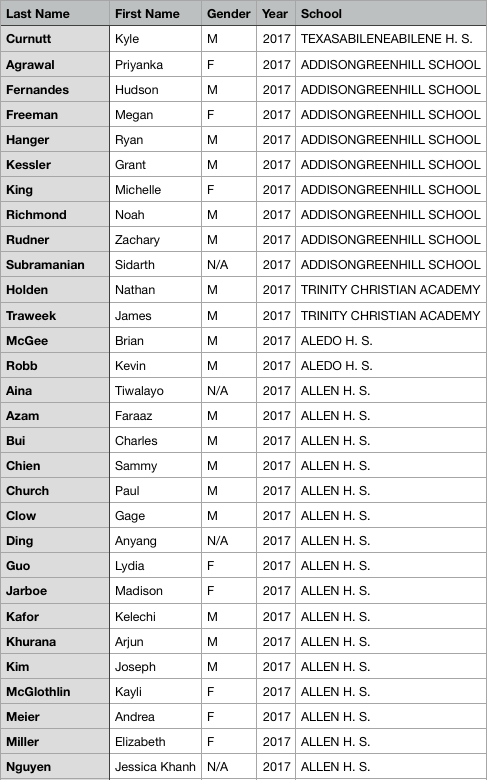 Last Name First Name Gender Year School
Curnutt Kyle M 2017 TEXASABILENEABILENE H. S.
Agrawal Priyanka F 2017 ADDISONGREENHILL SCHOOL
Fernandes Hudson M 2017 ADDISONGREENHILL SCHOOL
Freeman Megan F 2017 ADDISONGREENHILL SCHOOL
Hanger Ryan M 2017 ADDISONGREENHILL SCHOOL
Kessler Grant M 2017 ADDISONGREENHILL SCHOOL
King Michelle F 2017 ADDISONGREENHILL SCHOOL
Richmond Noah M 2017 ADDISONGREENHILL SCHOOL
Rudner Zachary M 2017 ADDISONGREENHILL SCHOOL
Subramanian Sidarth N/A 2017 ADDISONGREENHILL SCHOOL
Holden Nathan M 2017 TRINITY CHRISTIAN ACADEMY
Traweek James M 2017 TRINITY CHRISTIAN ACADEMY
McGee Brian M 2017 ALEDO H. S.
Robb Kevin M 2017 ALEDO H. S.
Aina Tiwalayo N/A 2017 ALLEN H. S.
Azam Faraaz M 2017 ALLEN H. S.
Bui Charles M 2017 ALLEN H. S.
Chien Sammy M 2017 ALLEN H. S.
Church Paul M 2017 ALLEN H. S.
Clow Gage M 2017 ALLEN H. S.
Ding Anyang N/A 2017 ALLEN H. S.
Guo Lydia F 2017 ALLEN H. S.
Jarboe Madison F 2017 ALLEN H. S.
Kafor Kelechi M 2017 ALLEN H. S.
Khurana Arjun M 2017 ALLEN H. S.
Kim Joseph M 2017 ALLEN H. S.
McGlothlin Kayli F 2017 ALLEN H. S.
Meier Andrea F 2017 ALLEN H. S.
Miller Elizabeth F 2017 ALLEN H. S.
Nguyen Jessica Khanh N/A 2017 ALLEN H. S.